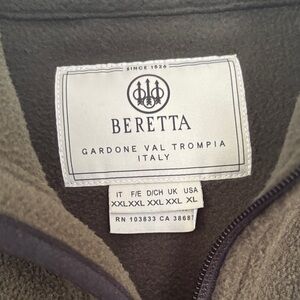 SINCE 1526
BERETTA
GARDONE VAL TROMPIA
ITALY
IT F/E D/CH UK USA
XXL XXL XXL XXL XL
RN 103833 CA 38687